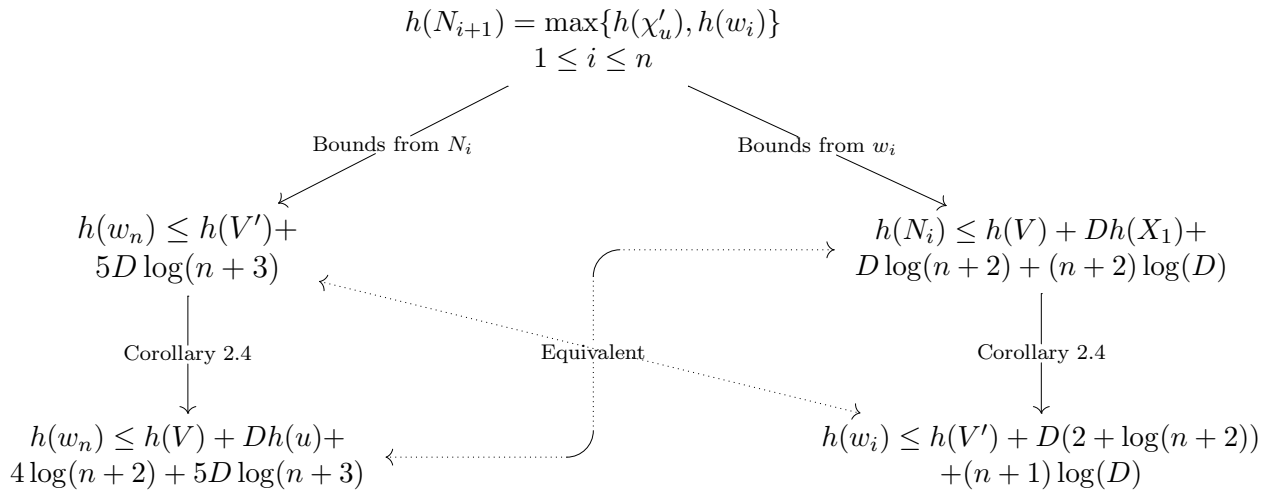 h(N_{i+1}) = max{h(χ′_u), h(w_i)}
1 ≤ i ≤ n
Bounds from N_i
Bounds from w_i
h(w_n) ≤ h(V′)+
5D log(n + 3)
h(N_i) ≤ h(V) + Dh(X_1)+
D log(n + 2) + (n + 2) log(D)
Corollary 2.4
Equivalent
Corollary 2.4
h(w_n) ≤ h(V) + Dh(u)+
4 log(n + 2) + 5D log(n + 3)
h(w_i) ≤ h(V′) + D(2 + log(n + 2))
+(n + 1) log(D)